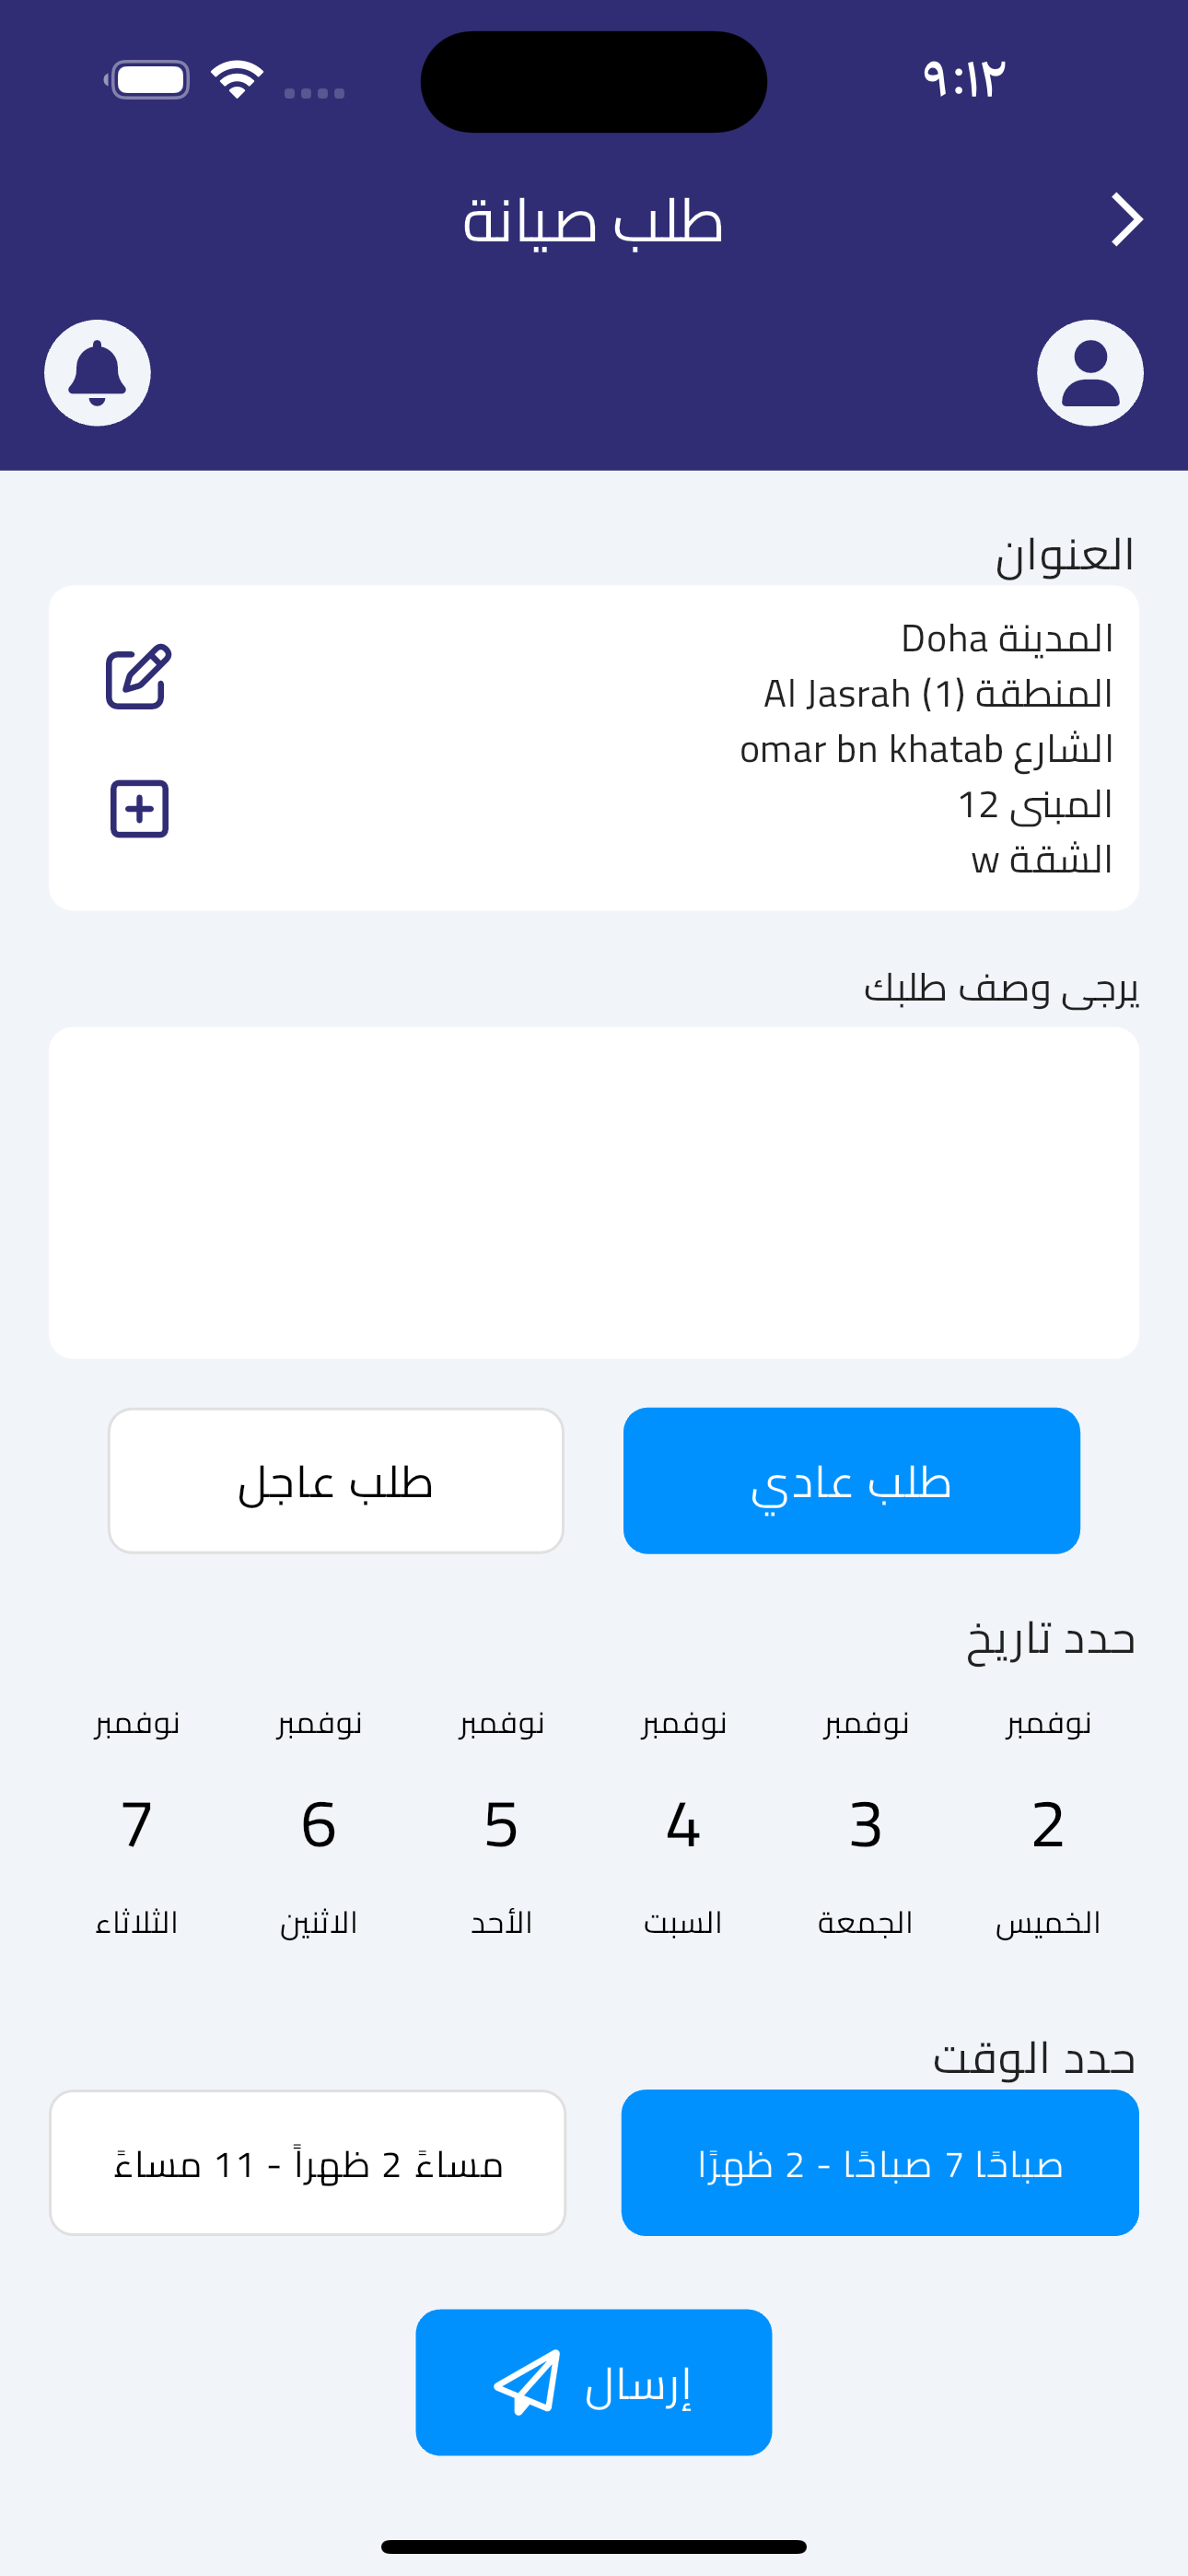 ٩:١٢
طلب صيانة
العنوان
المدينة Doha
المنطقة Al Jasrah (1)
الشارع omar bn khatab
المبنى 12
الشقة w
يرجى وصف طلبك
طلب عادي
طلب عاجل
حدد تاريخ
نوفمبر نوفمبر نوفمبر نوفمبر نوفمبر نوفمبر
2 3 4 5 6 7
الخميس الجمعة السبت الأحد الاثنين الثلاثاء
حدد الوقت
صباحًا 7 صباحًا - 2 ظهرًا
مساءً 2 ظهراً - 11 مساءً
إرسال